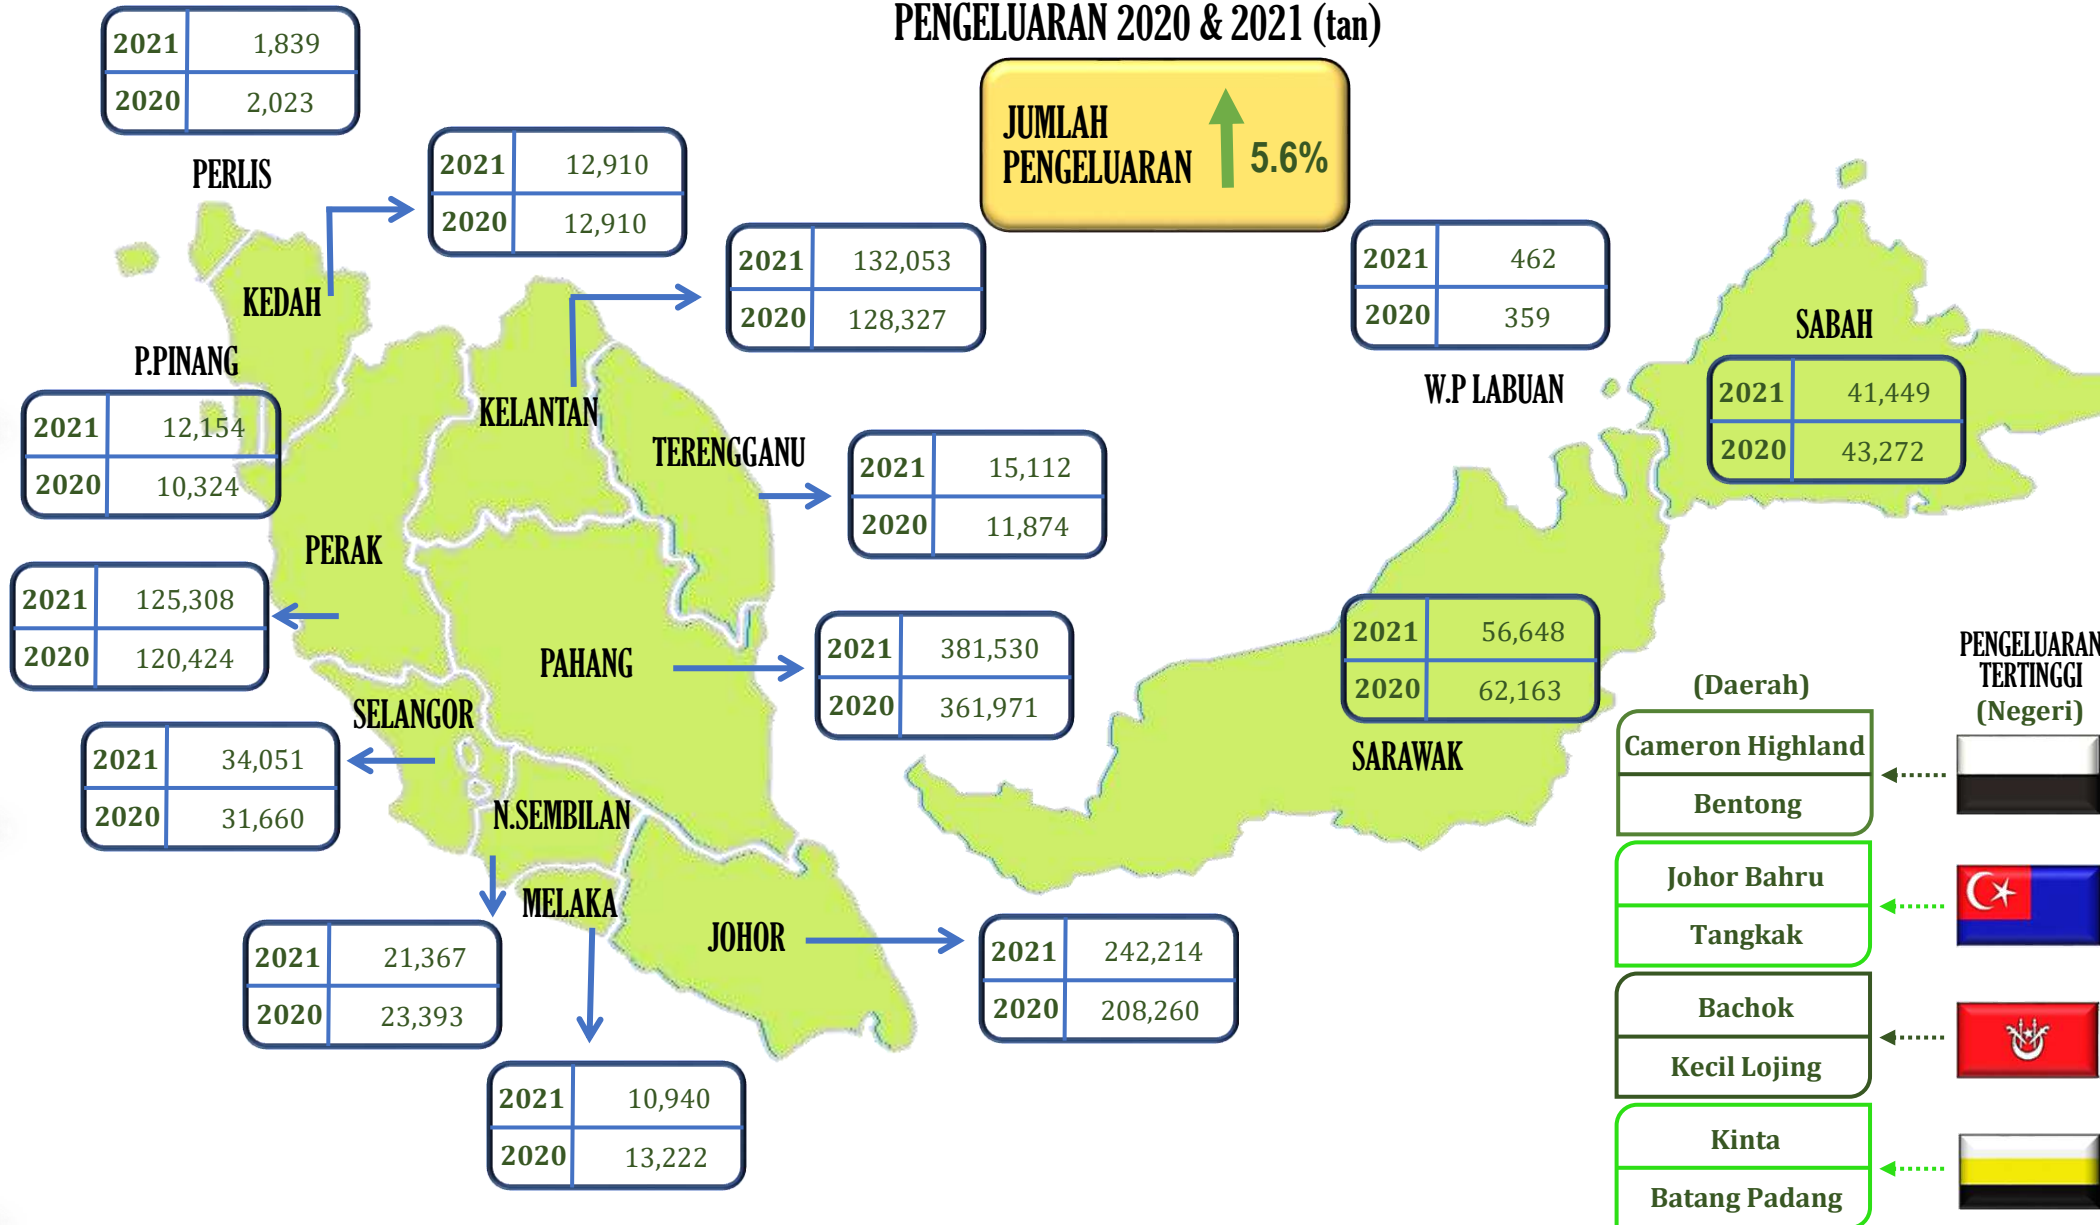 PENGELUARAN 2020 & 2021 (tan)
JUMLAH
PENGELUARAN
5.6%
2021 1,839
2020 2,023
PERLIS
2021 12,910
2020 12,910
KEDAH
2021 132,053
2020 128,327
KELANTAN
P.PINANG
2021 12,154
2020 10,324
TERENGGANU
2021 15,112
2020 11,874
PERAK
2021 125,308
2020 120,424
PAHANG
2021 381,530
2020 361,971
SELANGOR
2021 34,051
2020 31,660
N.SEMBILAN
2021 21,367
2020 23,393
MELAKA
2021 10,940
2020 13,222
JOHOR
2021 242,214
2020 208,260
2021 462
2020 359
W.P LABUAN
SABAH
2021 41,449
2020 43,272
2021 56,648
2020 62,163
SARAWAK
PENGELUARAN
TERTINGGI
(Negeri)
(Daerah)
Cameron Highland
Bentong
Johor Bahru
Tangkak
Bachok
Kecil Lojing
Kinta
Batang Padang